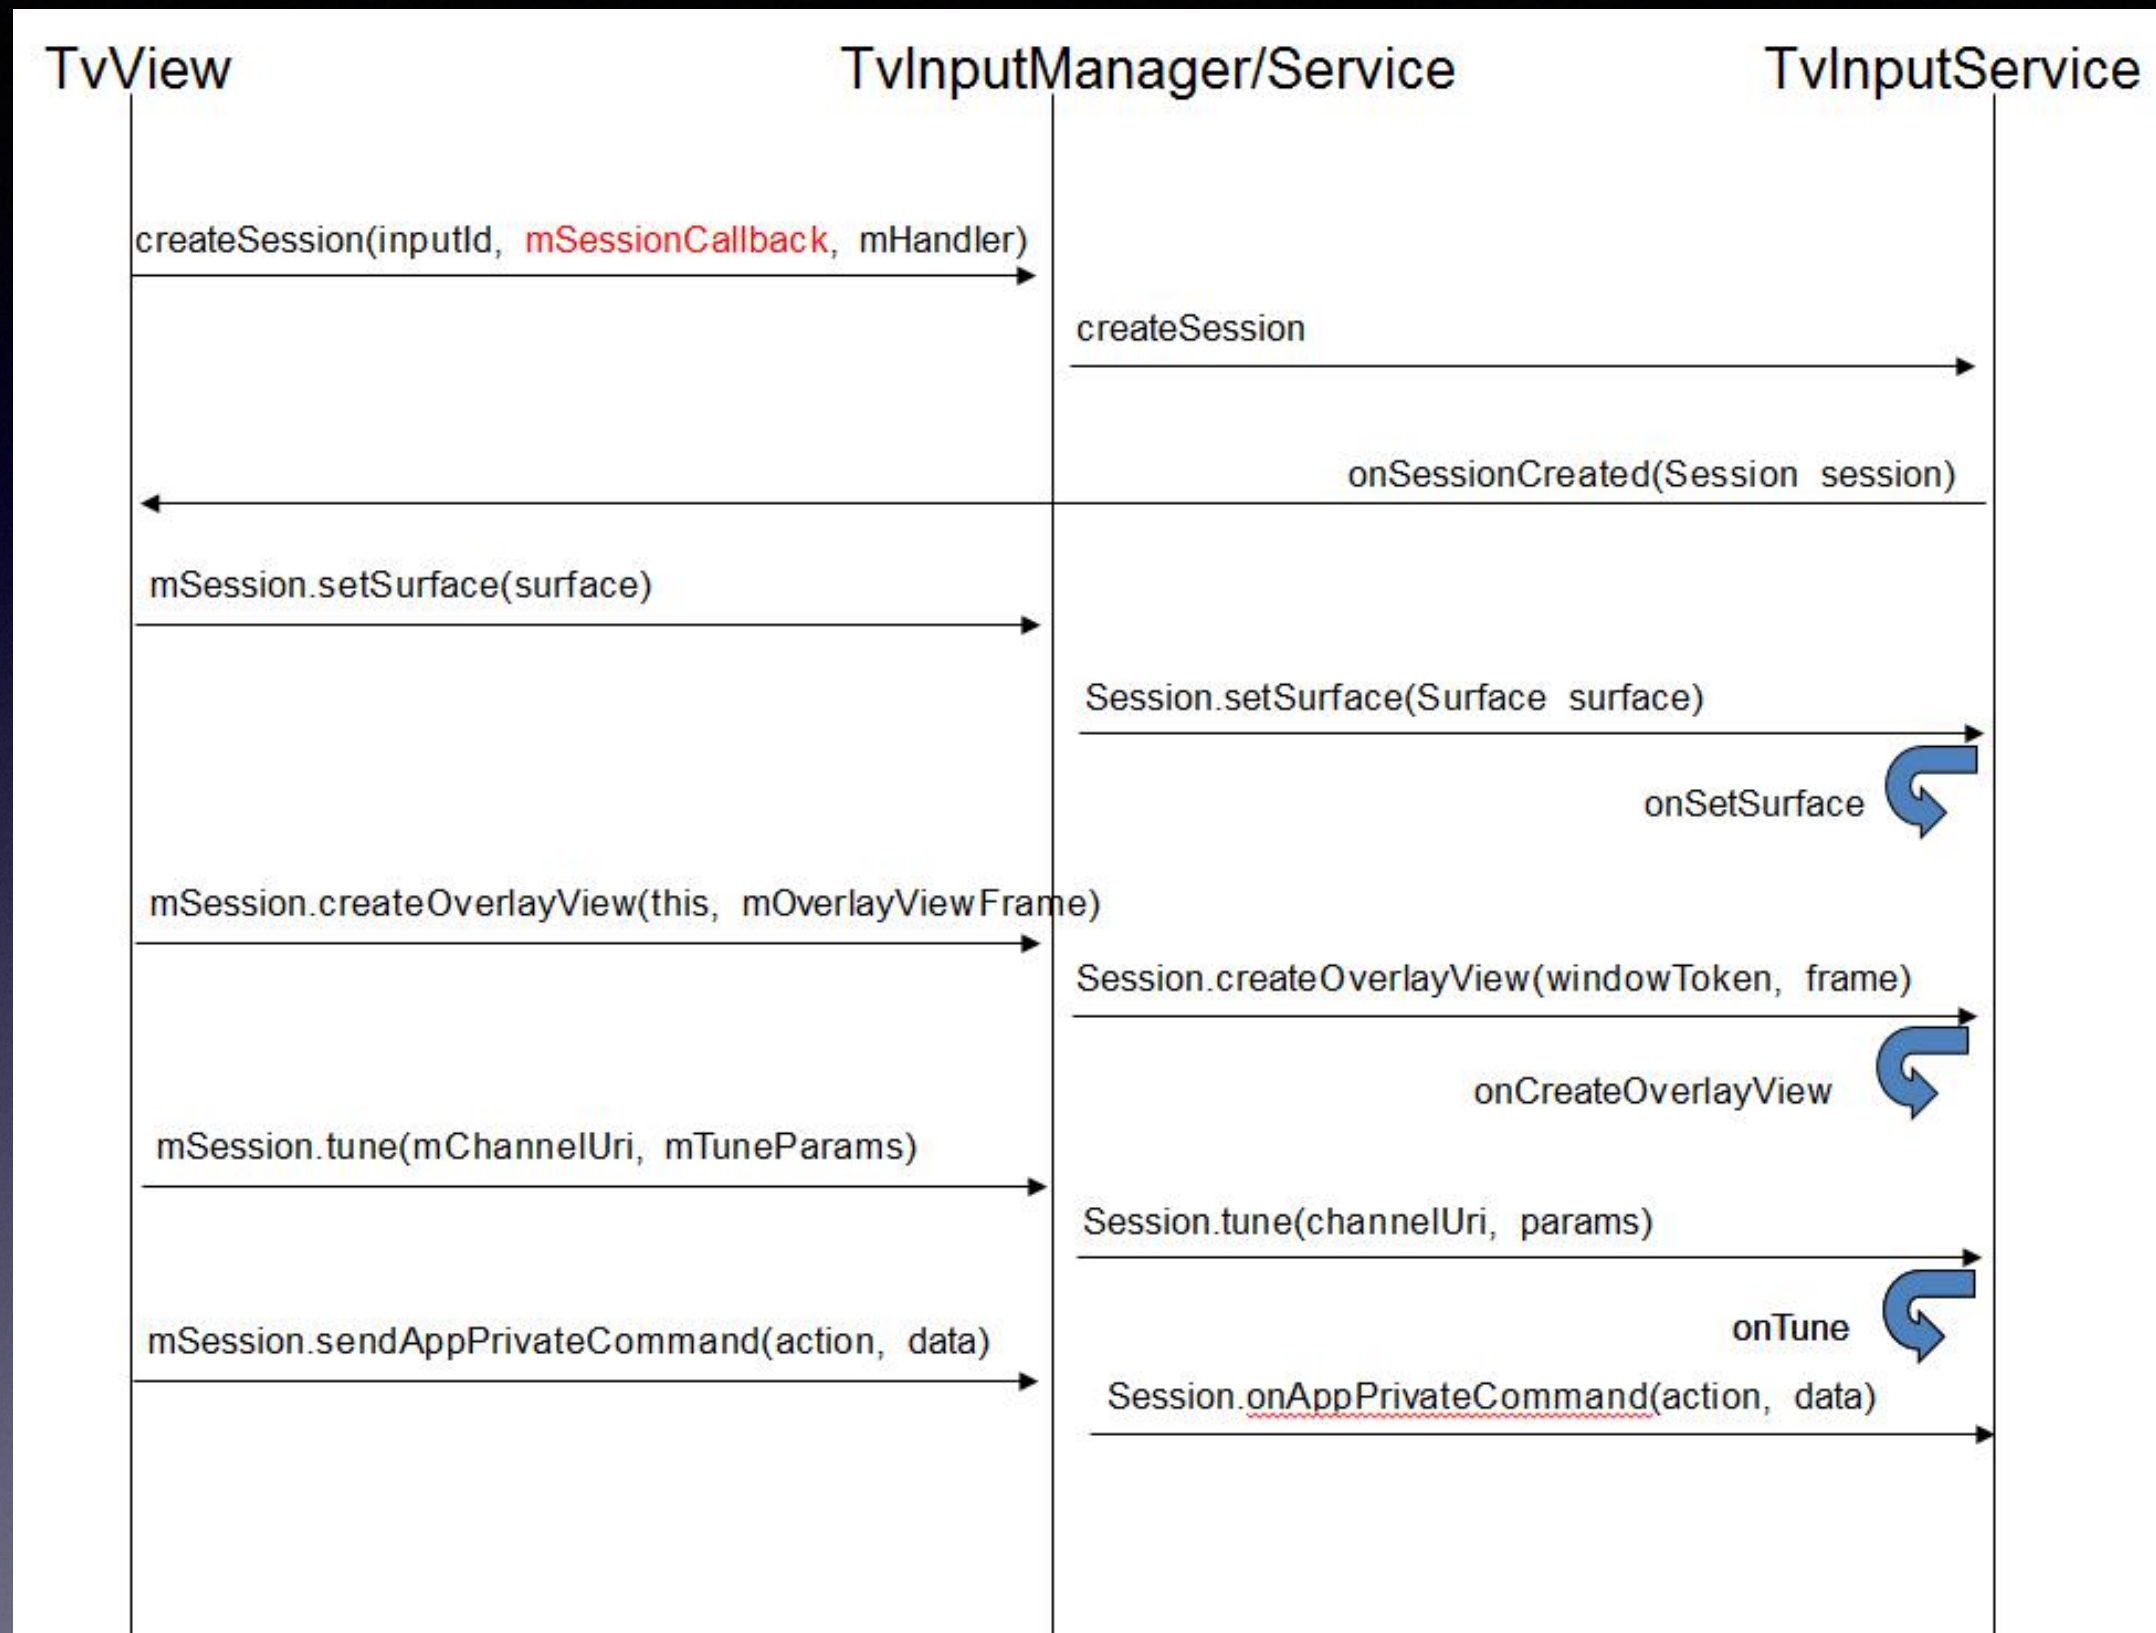 TvView
TvInputManager/Service
TvInputService
createSession(inputId, mSessionCallback, mHandler)
createSession
onSessionCreated(Session session)
mSession.setSurface(surface)
Session.setSurface(Surface surface)
onSetSurface
mSession.createOverlayView(this, mOverlayViewFrame)
Session.createOverlayView(windowToken, frame)
onCreateOverlayView
mSession.tune(mChannelUri, mTuneParams)
Session.tune(channelUri, params)
onTune
mSession.sendAppPrivateCommand(action, data)
Session.onAppPrivateCommand(action, data)